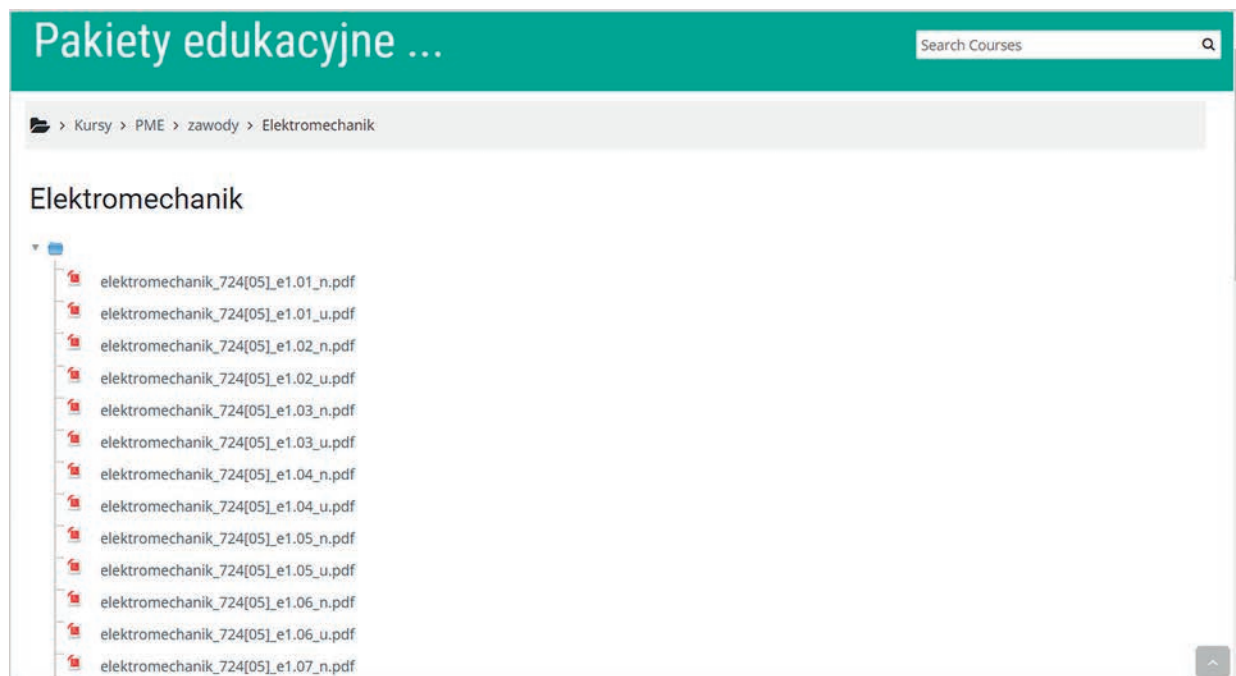 Pakiety edukacyjne ...
Search Courses
> Kursy > PME > zawody > Elektromechanik
Elektromechanik
elektromechanik_724[05]_e1.01_n.pdf
elektromechanik_724[05]_e1.01_u.pdf
elektromechanik_724[05]_e1.02_n.pdf
elektromechanik_724[05]_e1.02_u.pdf
elektromechanik_724[05]_e1.03_n.pdf
elektromechanik_724[05]_e1.03_u.pdf
elektromechanik_724[05]_e1.04_n.pdf
elektromechanik_724[05]_e1.04_u.pdf
elektromechanik_724[05]_e1.05_n.pdf
elektromechanik_724[05]_e1.05_u.pdf
elektromechanik_724[05]_e1.06_n.pdf
elektromechanik_724[05]_e1.06_u.pdf
elektromechanik_724[05]_e1.07_n.pdf